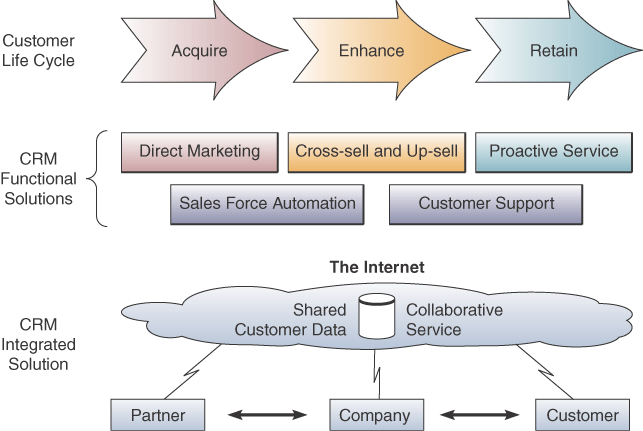 Customer
Life Cycle
Acquire
Enhance
Retain
CRM
Functional
Solutions
Direct Marketing
Cross-sell and Up-sell
Proactive Service
Sales Force Automation
Customer Support
The Internet
CRM
Integrated
Solution
Shared
Customer Data
Collaborative
Service
Partner
Company
Customer